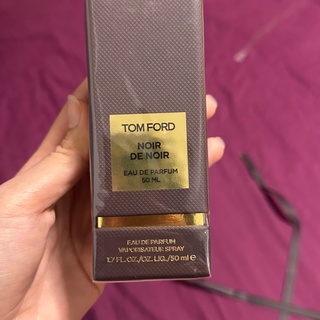 TOM FORD
NOIR
DE NOIR
EAU DE PARFUM
50 ML
EAU DE PARFUM
VAPORISATEUR SPRAY
1.7 FL. OZ./OZ. LIQ./50 ml e